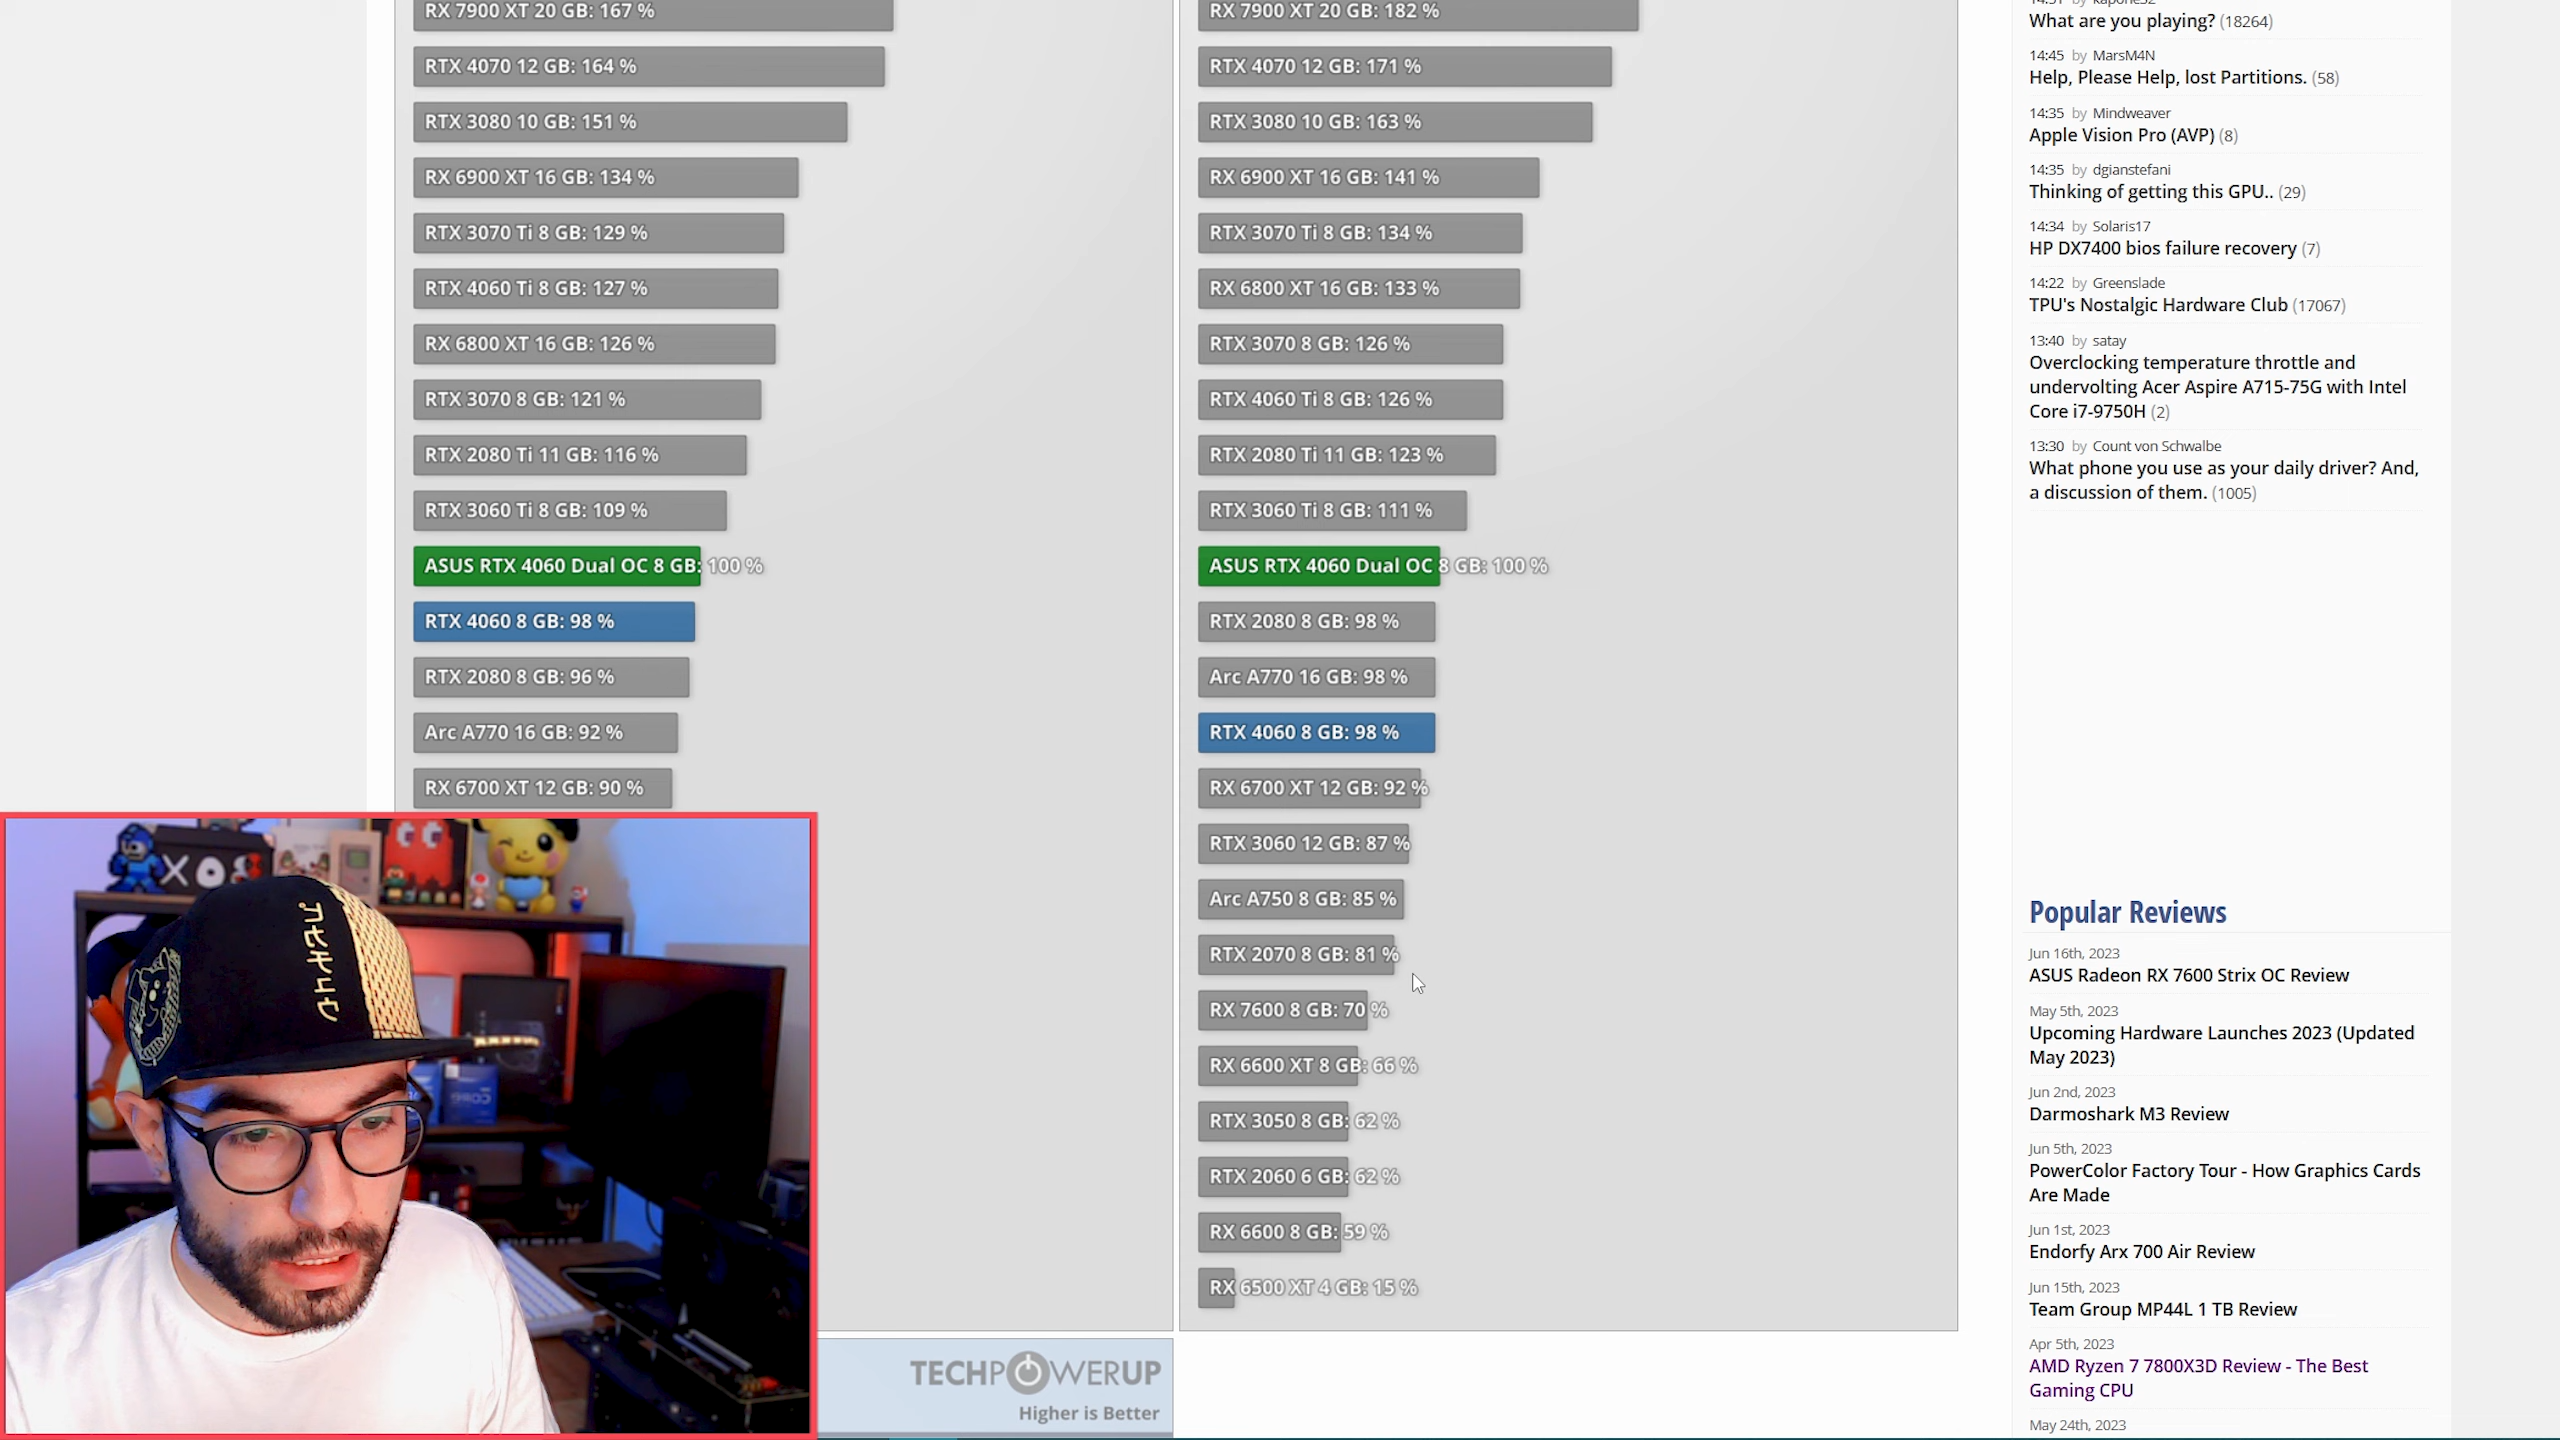 RX 7900 XT 20 GB: 167 %
RTX 4070 12 GB: 164 %
RTX 3080 10 GB: 151 %
RX 6900 XT 16 GB: 134 %
RTX 3070 Ti 8 GB: 129 %
RTX 4060 Ti 8 GB: 127 %
RX 6800 XT 16 GB: 126 %
RTX 3070 8 GB: 121 %
RTX 2080 Ti 11 GB: 116 %
RTX 3060 Ti 8 GB: 109 %
ASUS RTX 4060 Dual OC 8 GB: 100 %
RTX 4060 8 GB: 98 %
RTX 2080 8 GB: 96 %
Arc A770 16 GB: 92 %
RX 6700 XT 12 GB: 90 %
XO
TECHPOWERUP
Higher is Better
RX 7900 XT 20 GB: 182 %
RTX 4070 12 GB: 171 %
RTX 3080 10 GB: 163 %
RX 6900 XT 16 GB: 141 %
RTX 3070 Ti 8 GB: 134 %
RX 6800 XT 16 GB: 133 %
RTX 3070 8 GB: 126 %
RTX 4060 Ti 8 GB: 126 %
RTX 2080 Ti 11 GB: 123 %
RTX 3060 Ti 8 GB: 111 %
ASUS RTX 4060 Dual OC 8 GB: 100 %
RTX 2080 8 GB: 98 %
Arc A770 16 GB: 98 %
RTX 4060 8 GB: 98 %
RX 6700 XT 12 GB: 92 %
RTX 3060 12 GB: 87 %
Arc A750 8 GB: 85 %
RTX 2070 8 GB: 81 %
RX 7600 8 GB: 70 %
RX 6600 XT 8 GB: 66 %
RTX 3050 8 GB: 62 %
RTX 2060 6 GB: 62 %
RX 6600 8 GB: 59 %
RX 6500 XT 4 GB: 15 %
14:51 by kapone32
What are you playing? (18264)
14:45 by MarsM4N
Help, Please Help, lost Partitions. (58)
14:35 by Mindweaver
Apple Vision Pro (AVP) (8)
14:35 by dgianstefani
Thinking of getting this GPU.. (29)
14:34 by Solaris17
HP DX7400 bios failure recovery (7)
14:22 by Greenslade
TPU's Nostalgic Hardware Club (17067)
13:40 by satay
Overclocking temperature throttle and
undervolting Acer Aspire A715-75G with Intel
Core i7-9750H (2)
13:30 by Count von Schwalbe
What phone you use as your daily driver? And,
a discussion of them. (1005)
Popular Reviews
Jun 16th, 2023
ASUS Radeon RX 7600 Strix OC Review
May 5th, 2023
Upcoming Hardware Launches 2023 (Updated
May 2023)
Jun 2nd, 2023
Darmoshark M3 Review
Jun 5th, 2023
PowerColor Factory Tour - How Graphics Cards
Are Made
Jun 1st, 2023
Endorfy Arx 700 Air Review
Jun 15th, 2023
Team Group MP44L 1 TB Review
Apr 5th, 2023
AMD Ryzen 7 7800X3D Review - The Best
Gaming CPU
May 24th, 2023